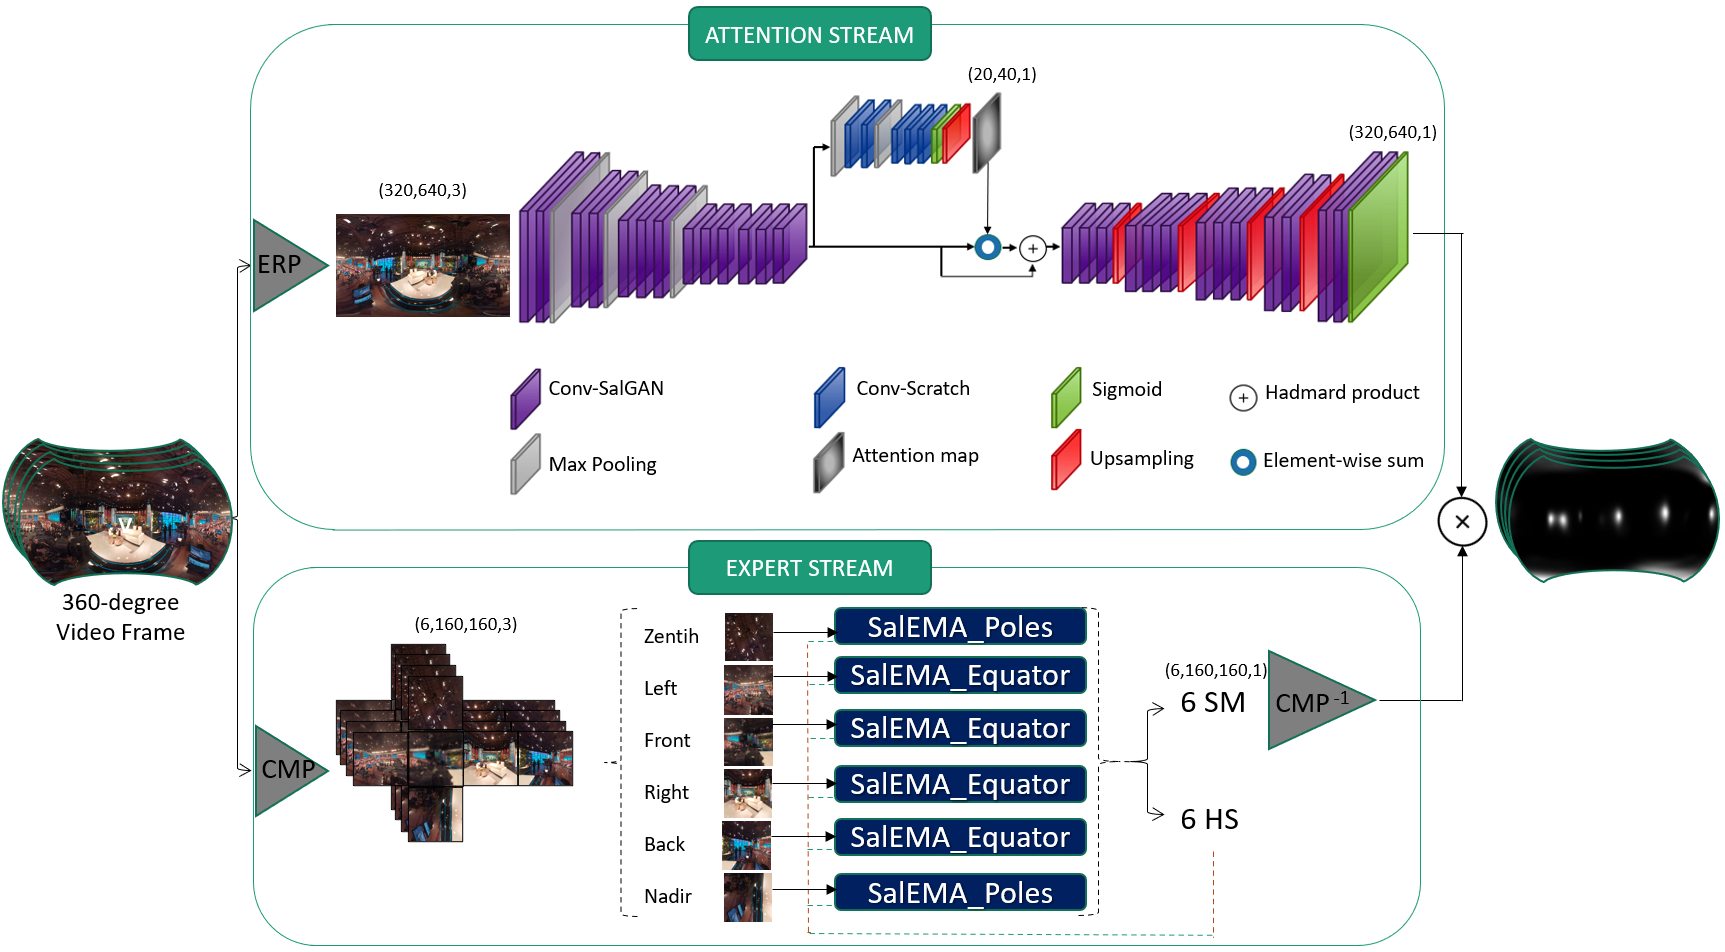 ATTENTION STREAM
(20,40,1)
(320,640,1)
(320,640,3)
ERP
Conv-SalGAN
Conv-Scratch
Sigmoid
Hadmard product
Max Pooling
Attention map
Upsampling
Element-wise sum
360-degree
Video Frame
EXPERT STREAM
(6,160,160,3)
CMP
Zentih
Left
Front
Right
Back
Nadir
SalEMA_Poles
SalEMA_Equator
SalEMA_Equator
SalEMA_Equator
SalEMA_Equator
SalEMA_Poles
(6,160,160,1)
6 SM
6 HS
CMP -1